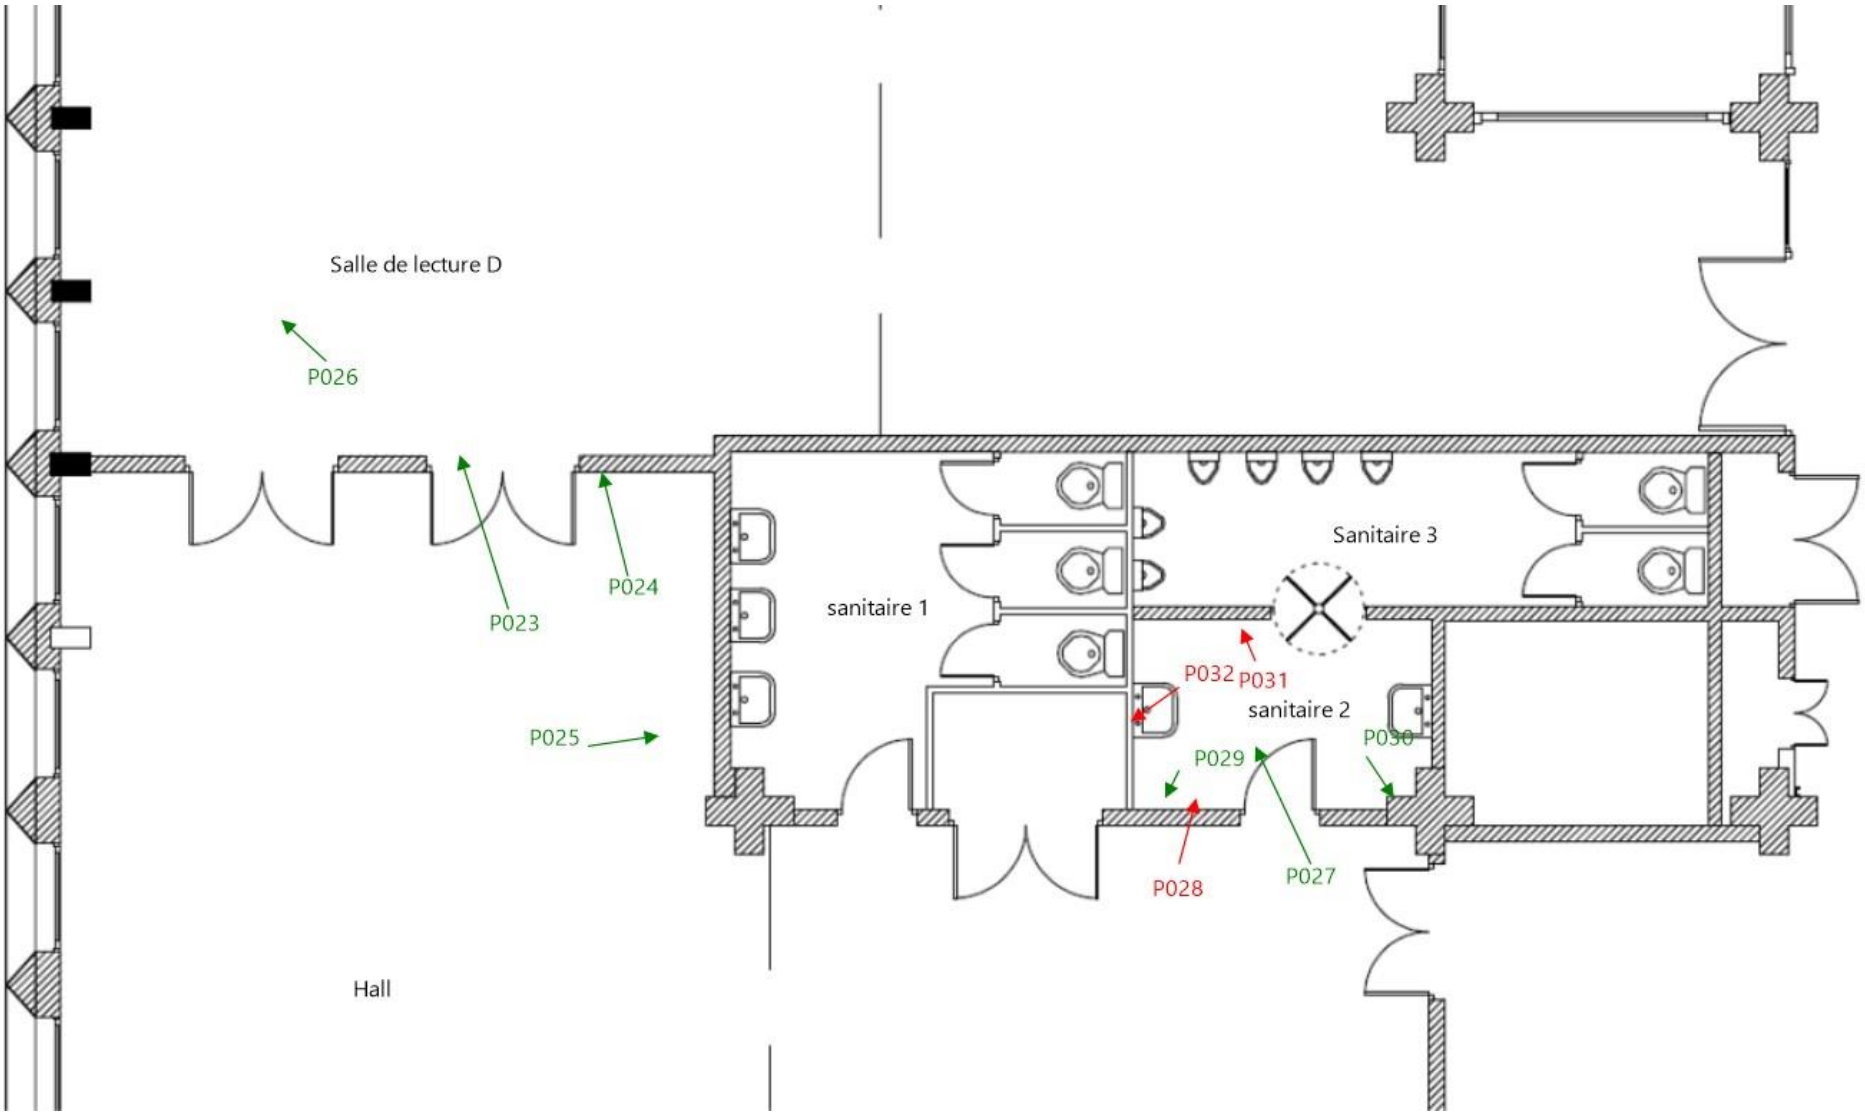 Salle de lecture D
P026
Sanitaire 3
P024
sanitaire 1
P023
P032
P031
sanitaire 2
P025
P030
P029
P027
P028
Hall